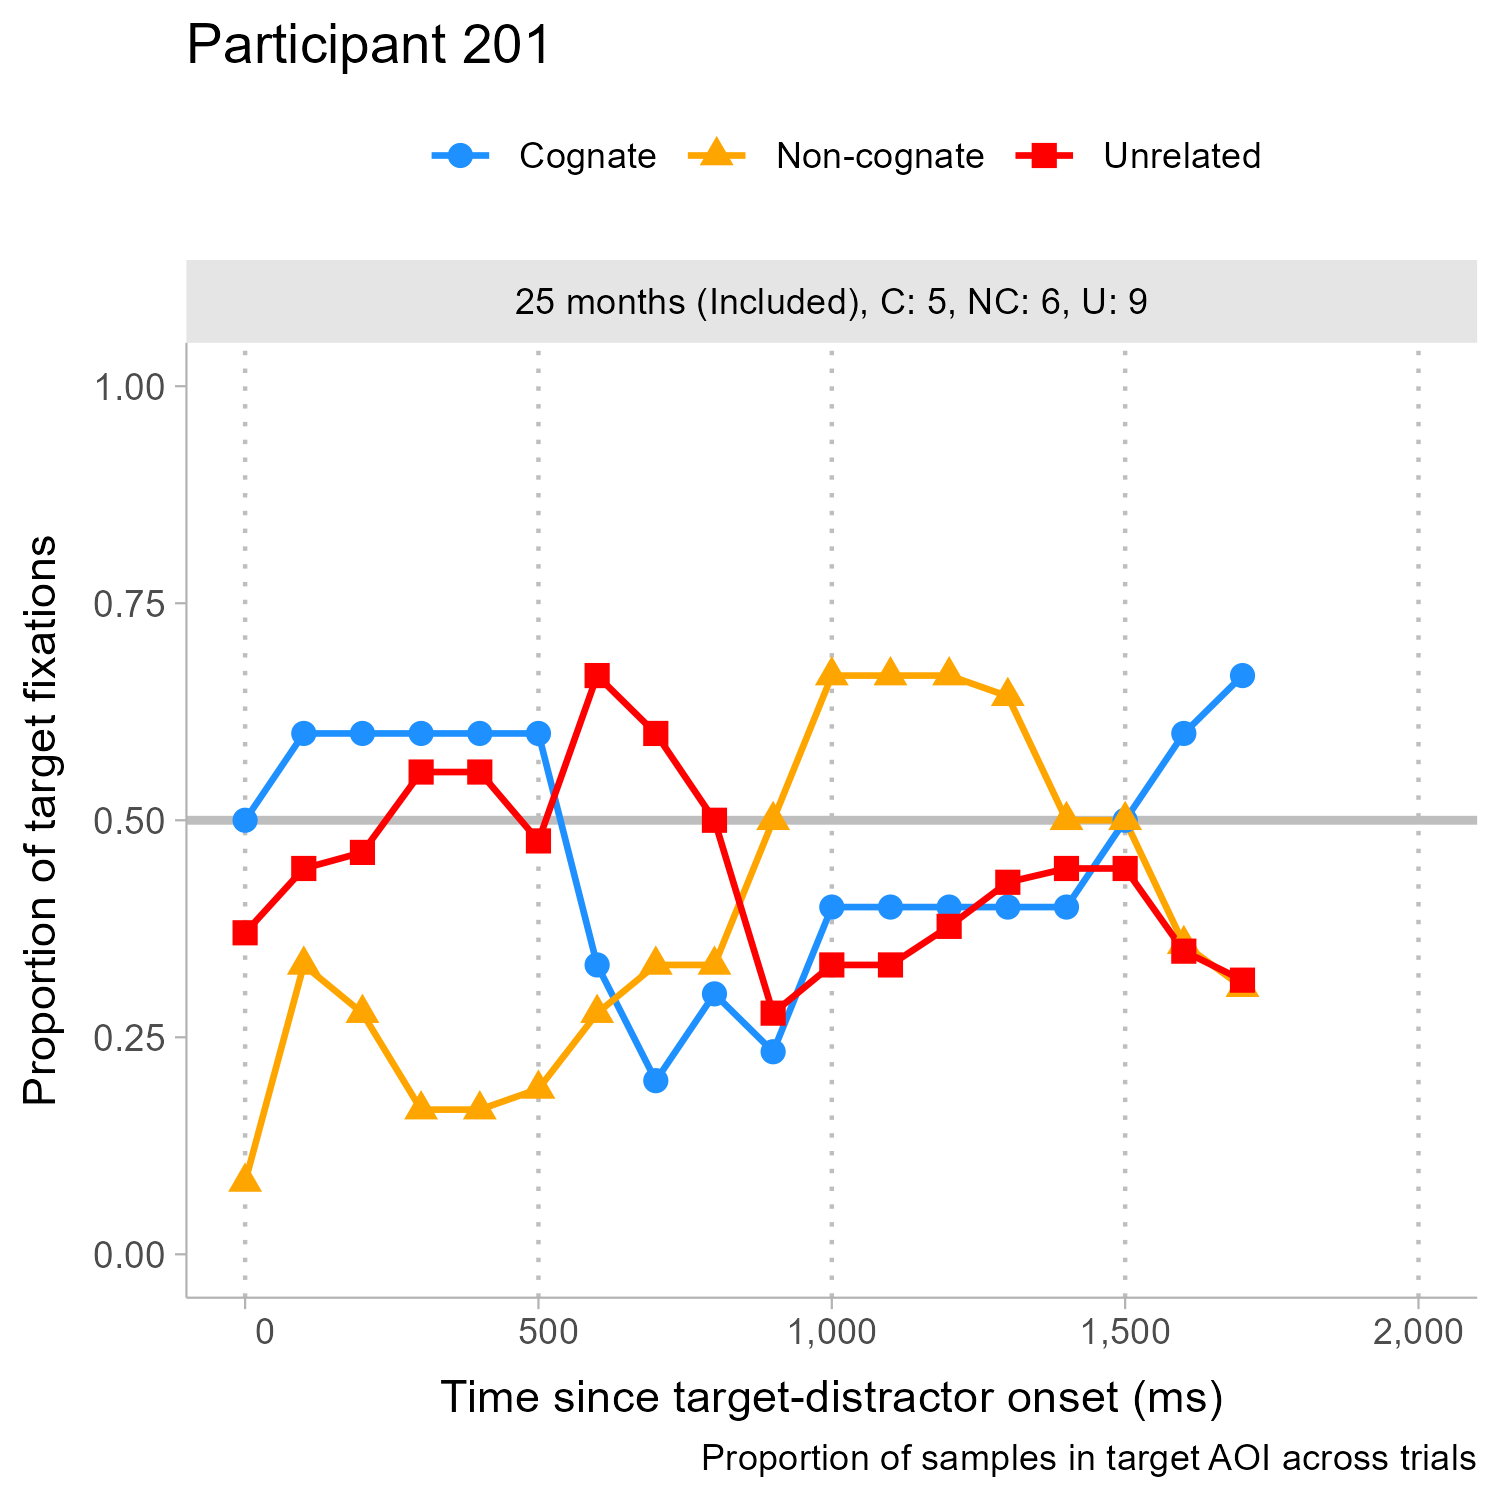 Participant 201
Cognate Non-cognate Unrelated
25 months (Included), C: 5, NC: 6, U: 9
Proportion of target fixations
1.00
0.75
0.50
0.25
0.00
0 500 1,000 1,500 2,000
Time since target-distractor onset (ms)
Proportion of samples in target AOI across trials